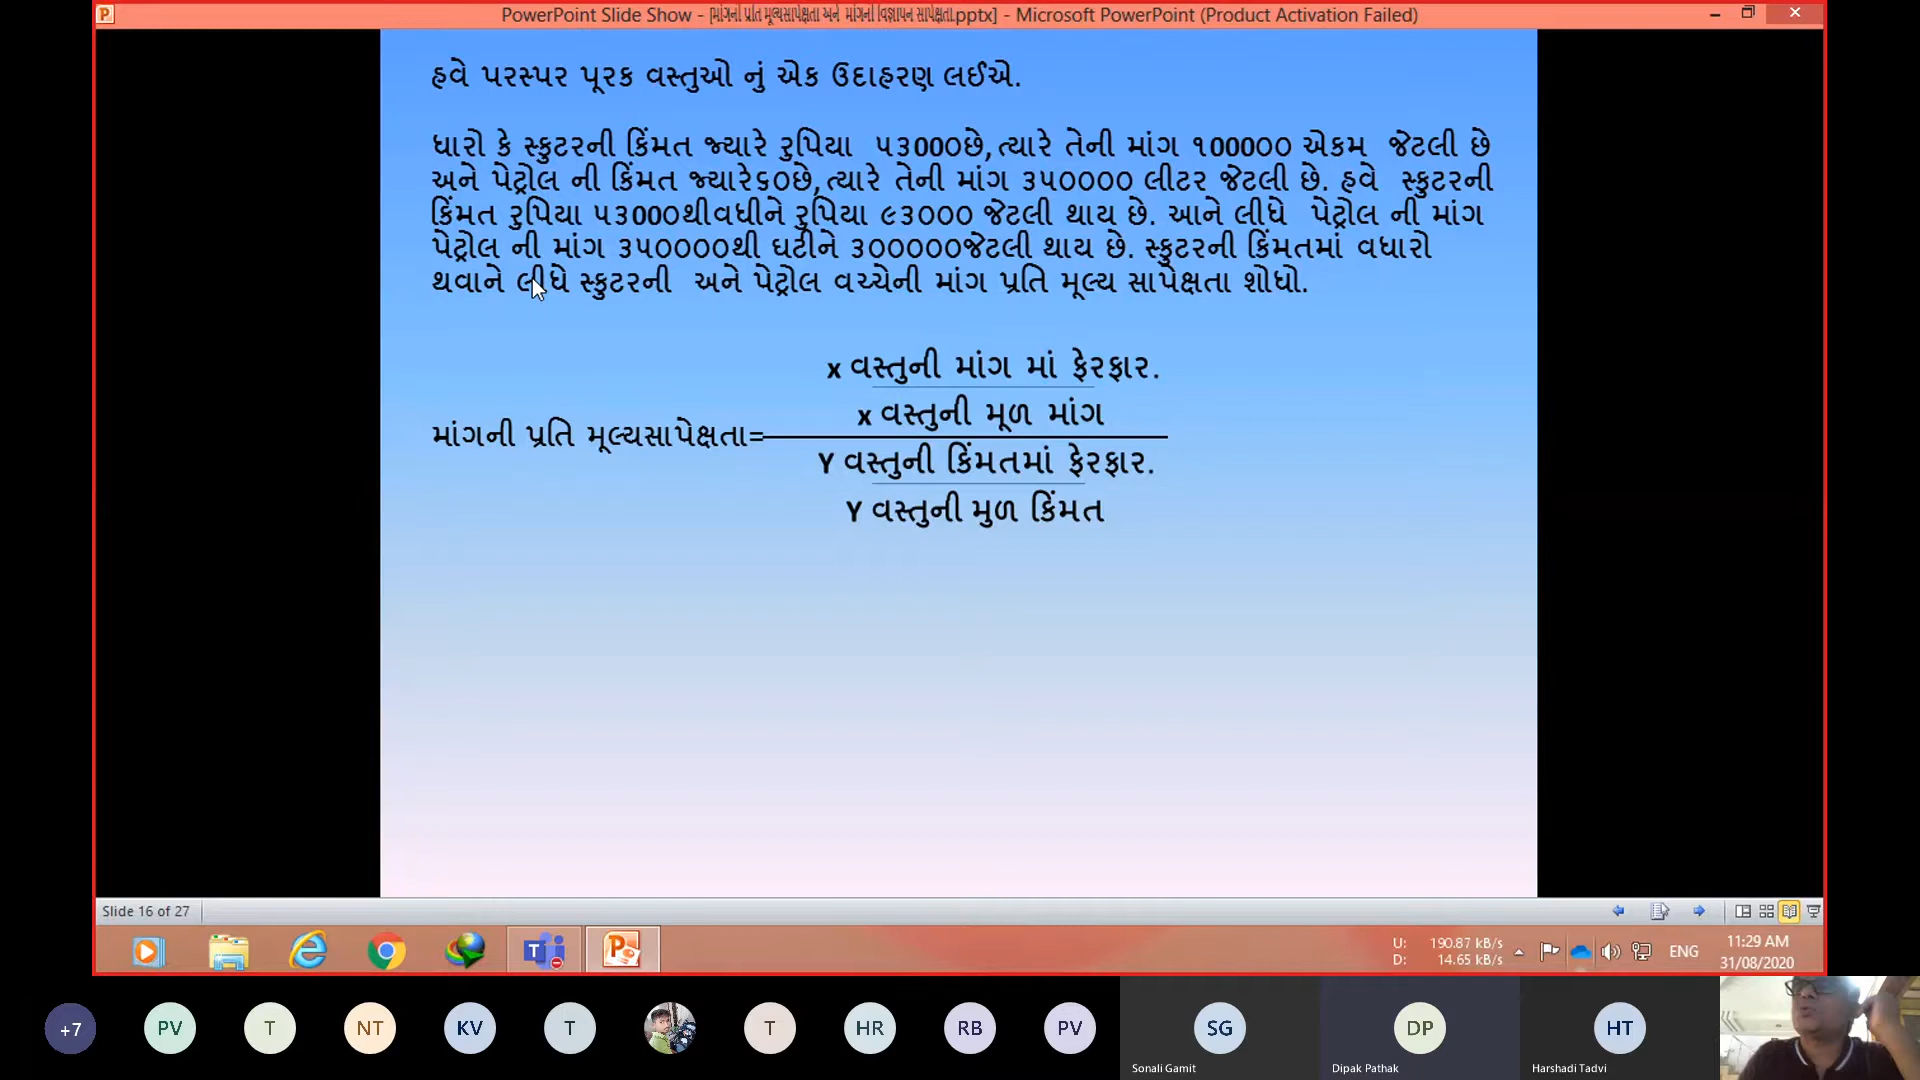 PowerPoint Slide Show - [માંગની પ્રતિ મૂલ્યસાપેક્ષતા અને માંગની વિજ્ઞાપન સાપેક્ષતા.pptx] - Microsoft PowerPoint (Product Activation Failed)
હવે પરસ્પર પૂરક વસ્તુઓ નું એક ઉદાહરણ લઈએ.
ધારો કે સ્કુટરની કિંમત જ્યારે રુપિયા ૫૩000છે, ત્યારે તેની માંગ ૧00000 એકમ જેટલી છે
અને પેટ્રોલ ની કિંમત જ્યારે૬૦છે, ત્યારે તેની માંગ ૩૫૦૦૦૦ લીટર જેટલી છે. હવે સ્કુટરની
કિંમત રુપિયા ૫૩000થીવધીને રુપિયા ૯૩૦૦૦ જેટલી થાય છે. આને લીધે પેટ્રોલ ની માંગ
પેટ્રોલ ની માંગ ૩૫૦૦૦૦થી ઘટીને ૩૦૦૦૦૦જેટલી થાય છે. સ્કુટરની કિંમતમાં વધારો
થવાને લીધે સ્કુટરની અને પેટ્રોલ વચ્ચેની માંગ પ્રતિ મૂલ્ય સાપેક્ષતા શોધો.
x વસ્તુની માંગ માં ફેરફાર.
x વસ્તુની મૂળ માંગ
માંગની પ્રતિ મૂલ્યસાપેક્ષતા=
Y વસ્તુની કિંમતમાં ફેરફાર.
Y વસ્તુની મુળ કિંમત
Slide 16 of 27
U: 190.87 kB/s
D: 14.65 kB/s
ENG
11:29 AM
31/08/2020
+7 PV T NT KV T T HR RB PV SG DP HT
Sonali Gamit Dipak Pathak Harshadi Tadvi